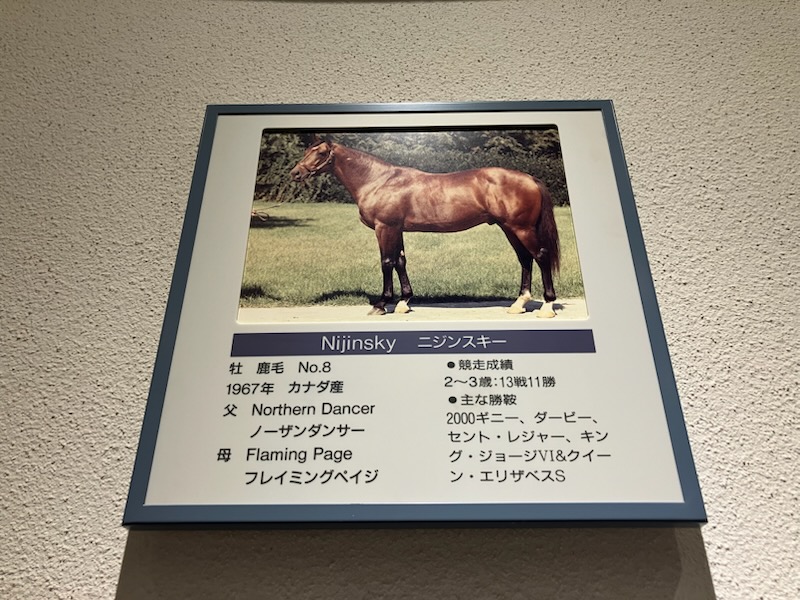 Nijinsky ニジンスキー
牡 鹿毛 No.8
1967年 カナダ産
父 Northern Dancer
ノーザンダンサー
母 Flaming Page
フレイミングペイジ
●競走成績
2〜3歳：13戦11勝
●主な勝鞍
2000ギニー、ダービー、
セント・レジャー、キン
グ・ジョージⅥ&クイー
ン・エリザベスS